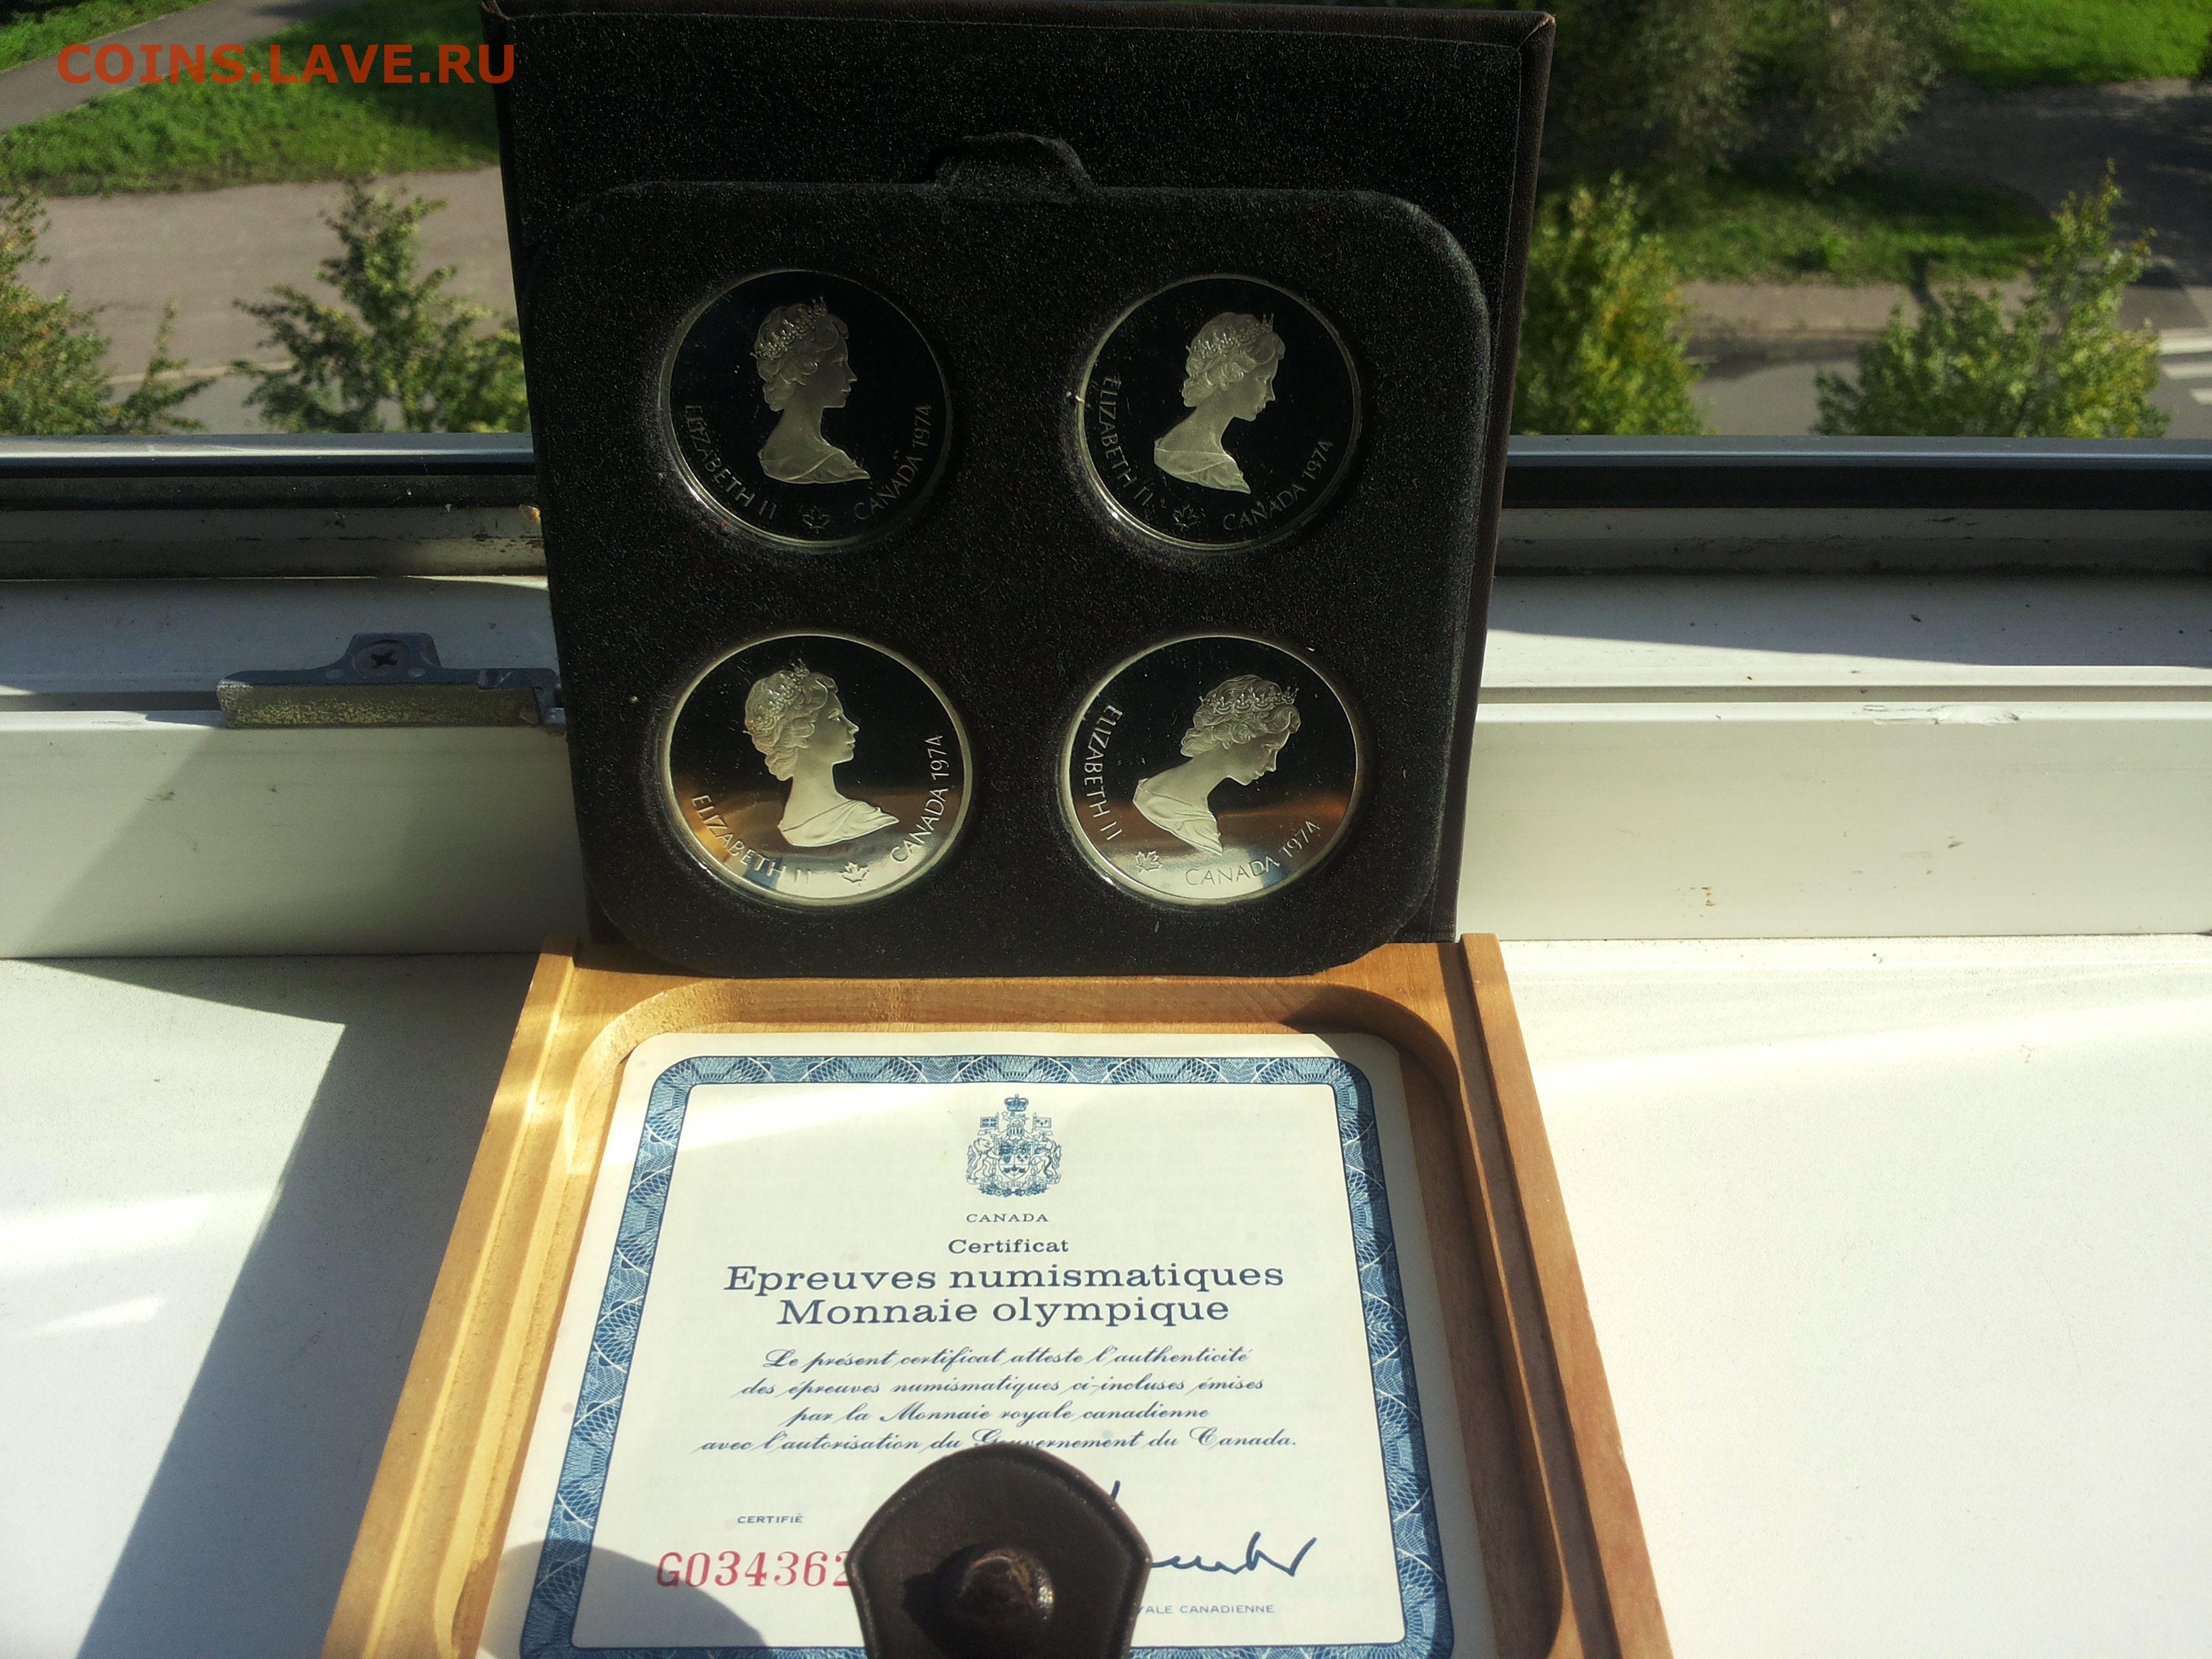 COINS.LAVE.RU
ELIZABETH II CANADA 1974
ELIZABETH II CANADA 1974
ELIZABETH II CANADA 1974
ELIZABETH II CANADA 1974
CANADA
Certificat
Epreuves numismatiques
Monnaie olympique
Le présent certificat atteste l'authenticité
des épreuves numismatiques ci-incluses émises
par la Monnaie royale canadienne
avec l'autorisation du Gouvernement du Canada.
CERTIFIÉ
G034362
YALE CANADIENNE